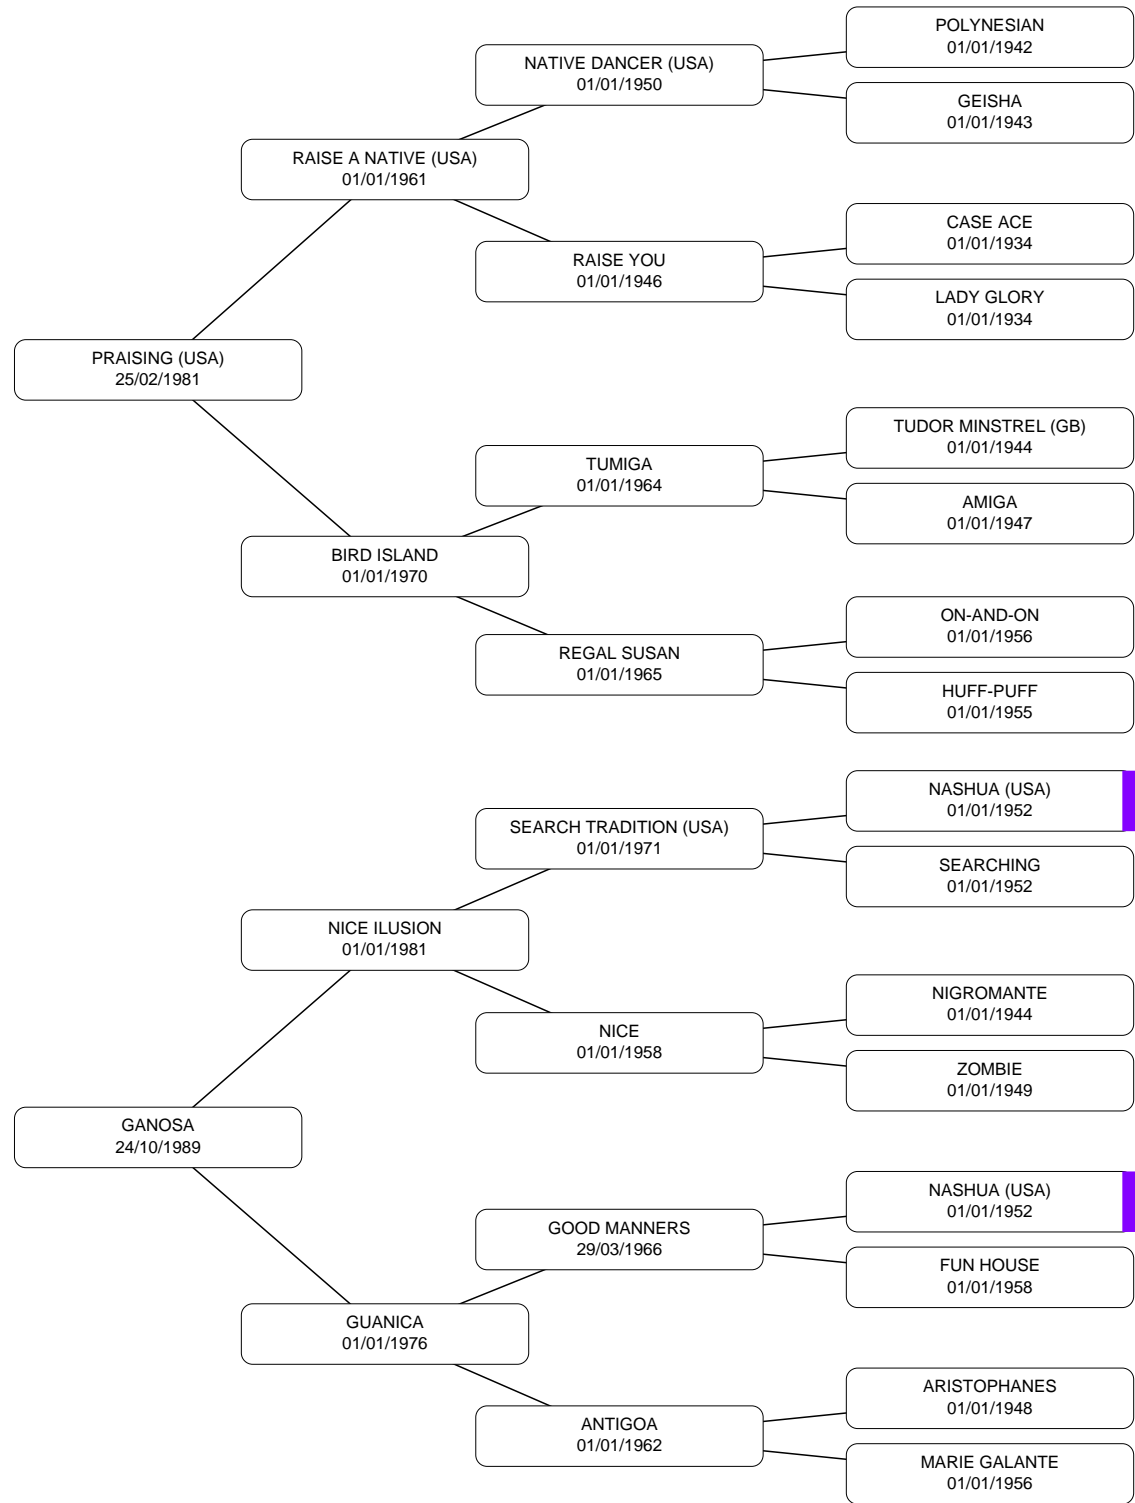 POLYNESIAN
01/01/1942
NATIVE DANCER (USA)
01/01/1950
GEISHA
01/01/1943
RAISE A NATIVE (USA)
01/01/1961
CASE ACE
01/01/1934
RAISE YOU
01/01/1946
LADY GLORY
01/01/1934
PRAISING (USA)
25/02/1981
TUDOR MINSTREL (GB)
01/01/1944
TUMIGA
01/01/1964
AMIGA
01/01/1947
BIRD ISLAND
01/01/1970
ON-AND-ON
01/01/1956
REGAL SUSAN
01/01/1965
HUFF-PUFF
01/01/1955
NASHUA (USA)
01/01/1952
SEARCH TRADITION (USA)
01/01/1971
SEARCHING
01/01/1952
NICE ILUSION
01/01/1981
NIGROMANTE
01/01/1944
NICE
01/01/1958
ZOMBIE
01/01/1949
GANOSA
24/10/1989
NASHUA (USA)
01/01/1952
GOOD MANNERS
29/03/1966
FUN HOUSE
01/01/1958
GUANICA
01/01/1976
ARISTOPHANES
01/01/1948
ANTIGOA
01/01/1962
MARIE GALANTE
01/01/1956